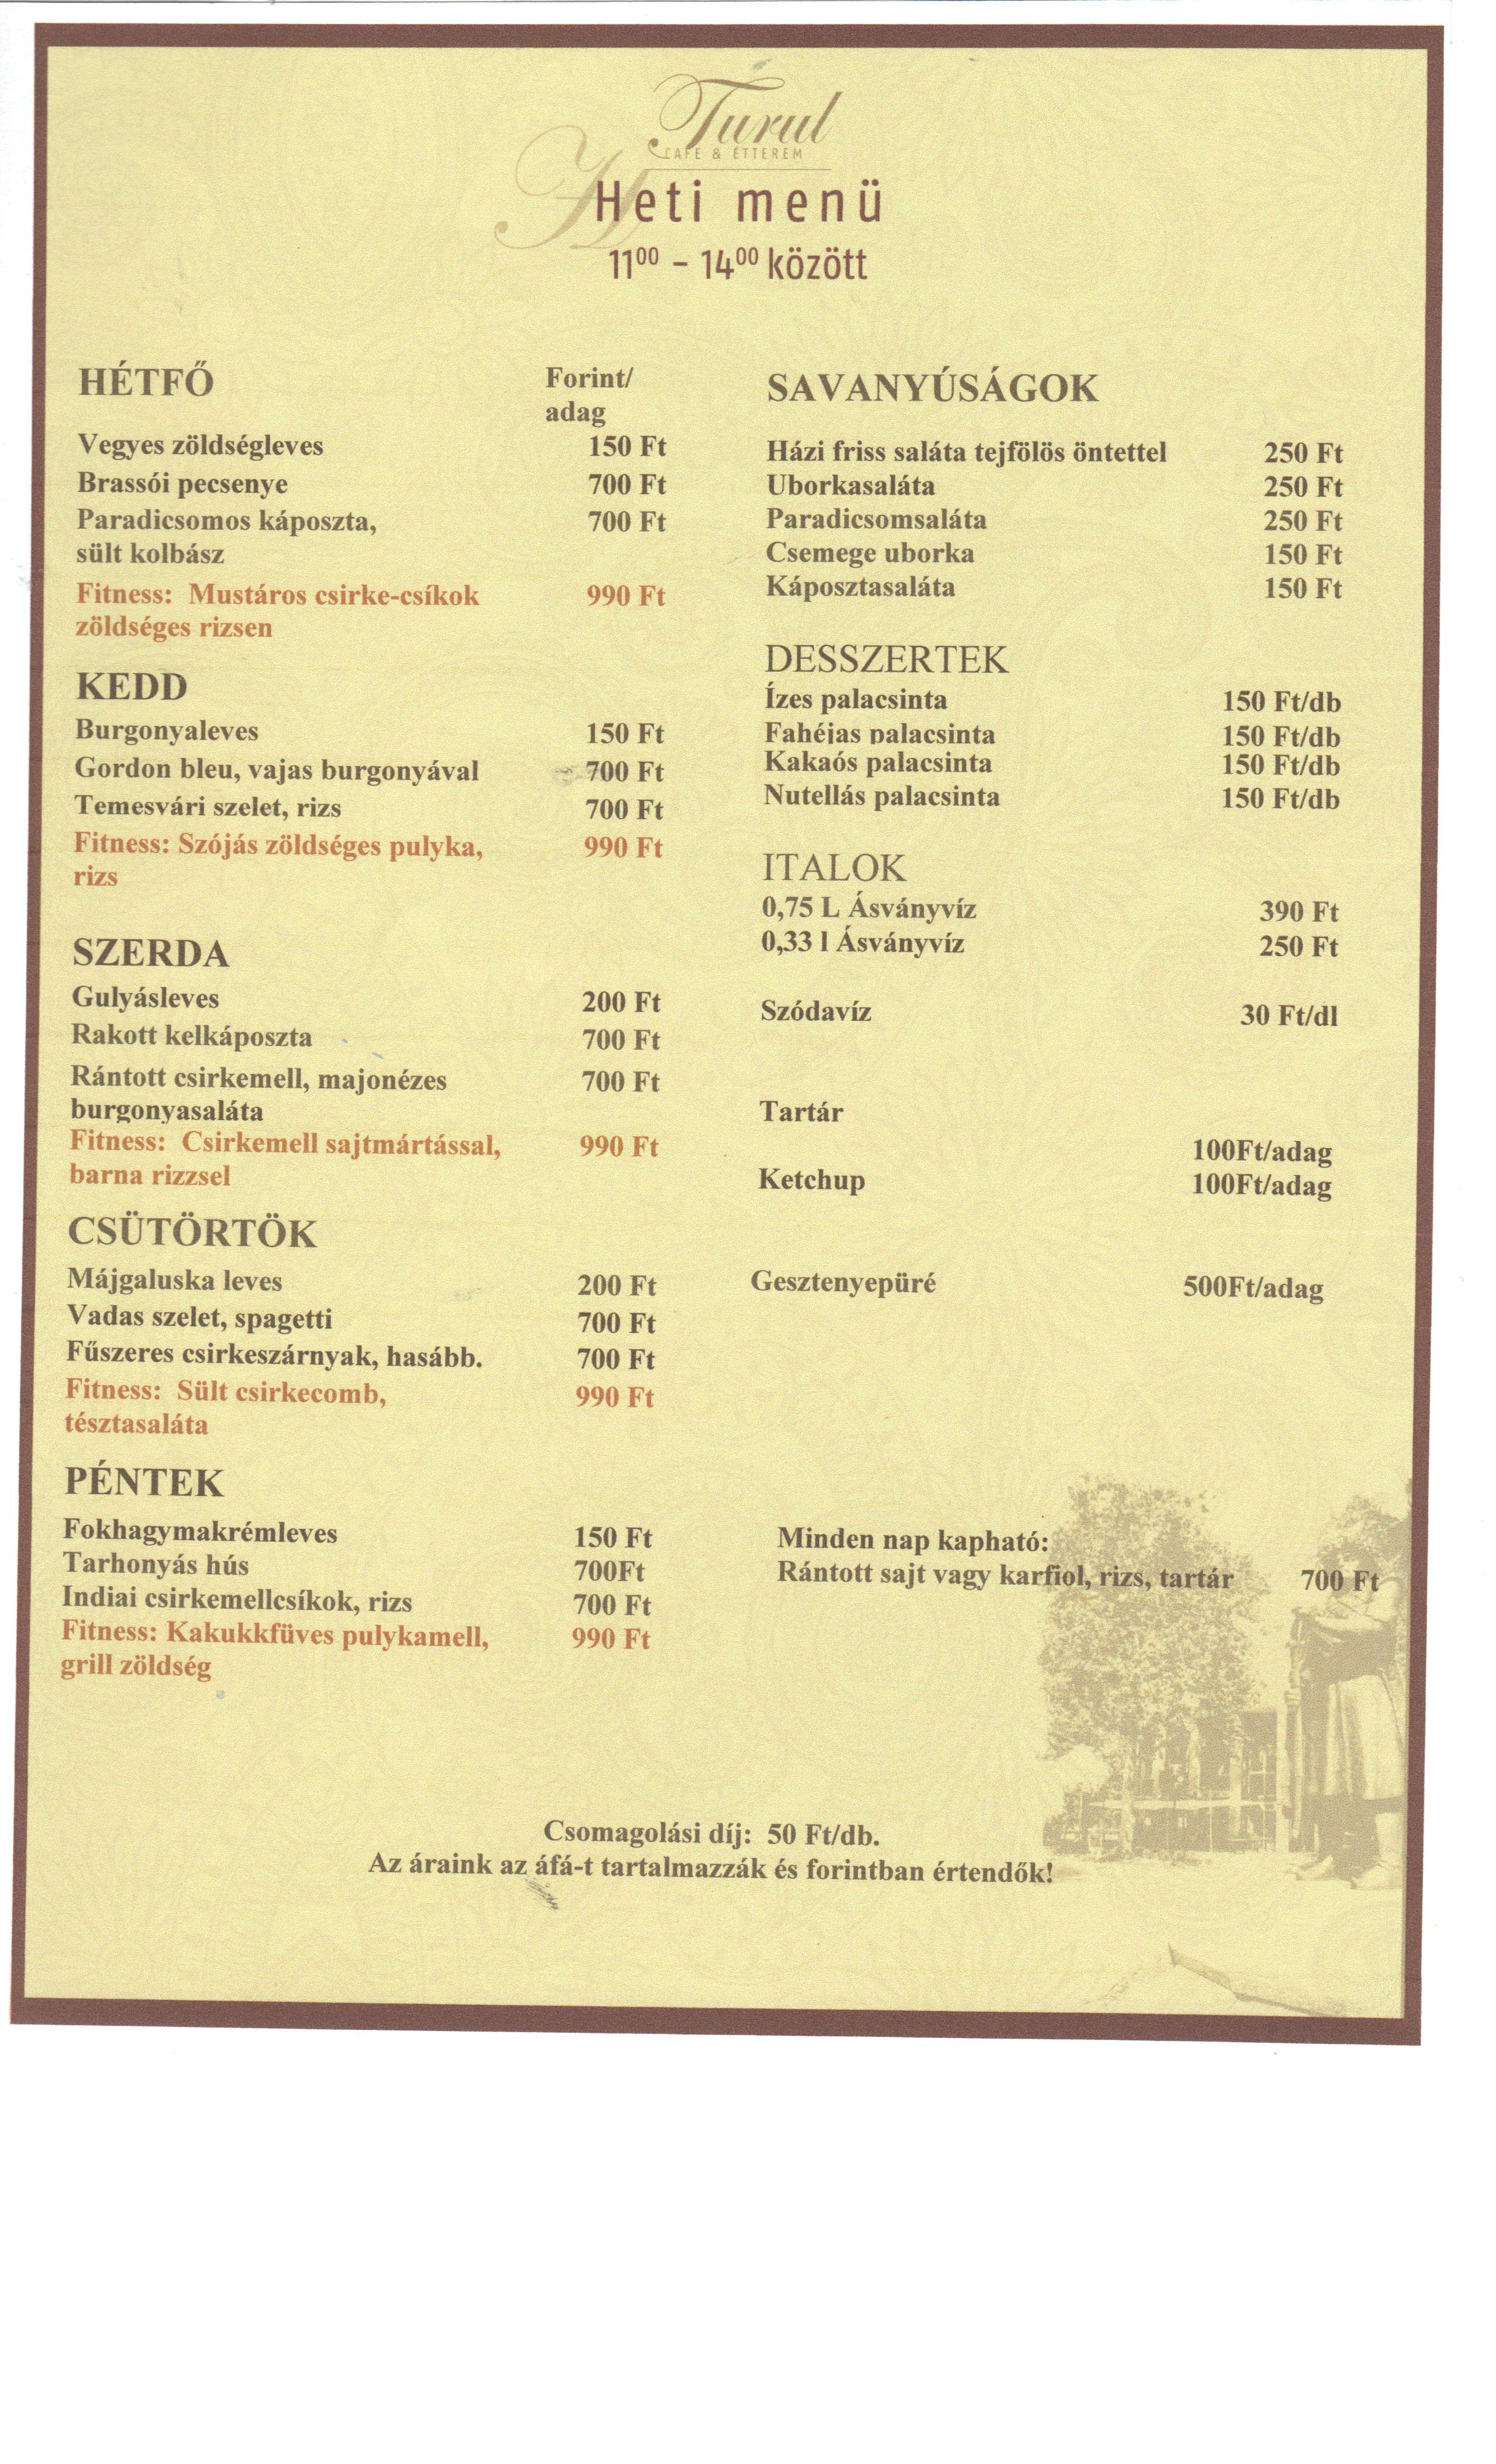 Turul
CAFE & ÉTTEREM
Heti menü
11⁰⁰ – 14⁰⁰ között
HÉTFŐ
Forint/
adag
Vegyes zöldségleves 150 Ft
Brassói pecsenye 700 Ft
Paradicsomos káposzta, 700 Ft
sült kolbász
Fitness: Mustáros csirke-csíkok 990 Ft
zöldséges rizsen
KEDD
Burgonyaleves 150 Ft
Gordon bleu, vajas burgonyával 700 Ft
Temesvári szelet, rizs 700 Ft
Fitness: Szójás zöldséges pulyka, 990 Ft
rizs
SZERDA
Gulyásleves 200 Ft
Rakott kelkáposzta 700 Ft
Rántott csirkemell, majonézes 700 Ft
burgonyasaláta
Fitness: Csirkemell sajtmártással, 990 Ft
barna rizzsel
CSÜTÖRTÖK
Májgaluska leves 200 Ft
Vadas szelet, spagetti 700 Ft
Fűszeres csirkeszárnyak, hasább. 700 Ft
Fitness: Sült csirkecomb, 990 Ft
tésztasaláta
PÉNTEK
Fokhagymakrémleves 150 Ft
Tarhonyás hús 700Ft
Indiai csirkemellcsíkok, rizs 700 Ft
Fitness: Kakukkfüves pulykamell, 990 Ft
grill zöldség
SAVANYÚSÁGOK
Házi friss saláta tejfölös öntettel 250 Ft
Uborkasaláta 250 Ft
Paradicsomsaláta 250 Ft
Csemege uborka 150 Ft
Káposztasaláta 150 Ft
DESSZERTEK
Ízes palacsinta 150 Ft/db
Fahéjas palacsinta 150 Ft/db
Kakaós palacsinta 150 Ft/db
Nutellás palacsinta 150 Ft/db
ITALOK
0,75 L Ásványvíz 390 Ft
0,33 l Ásványvíz 250 Ft
Szódavíz 30 Ft/dl
Tartár
100Ft/adag
Ketchup 100Ft/adag
Gesztenyepüré 500Ft/adag
Minden nap kapható:
Rántott sajt vagy karfiol, rizs, tartár 700 Ft
Csomagolási díj: 50 Ft/db.
Az áraink az áfá-t tartalmazzák és forintban értendők!